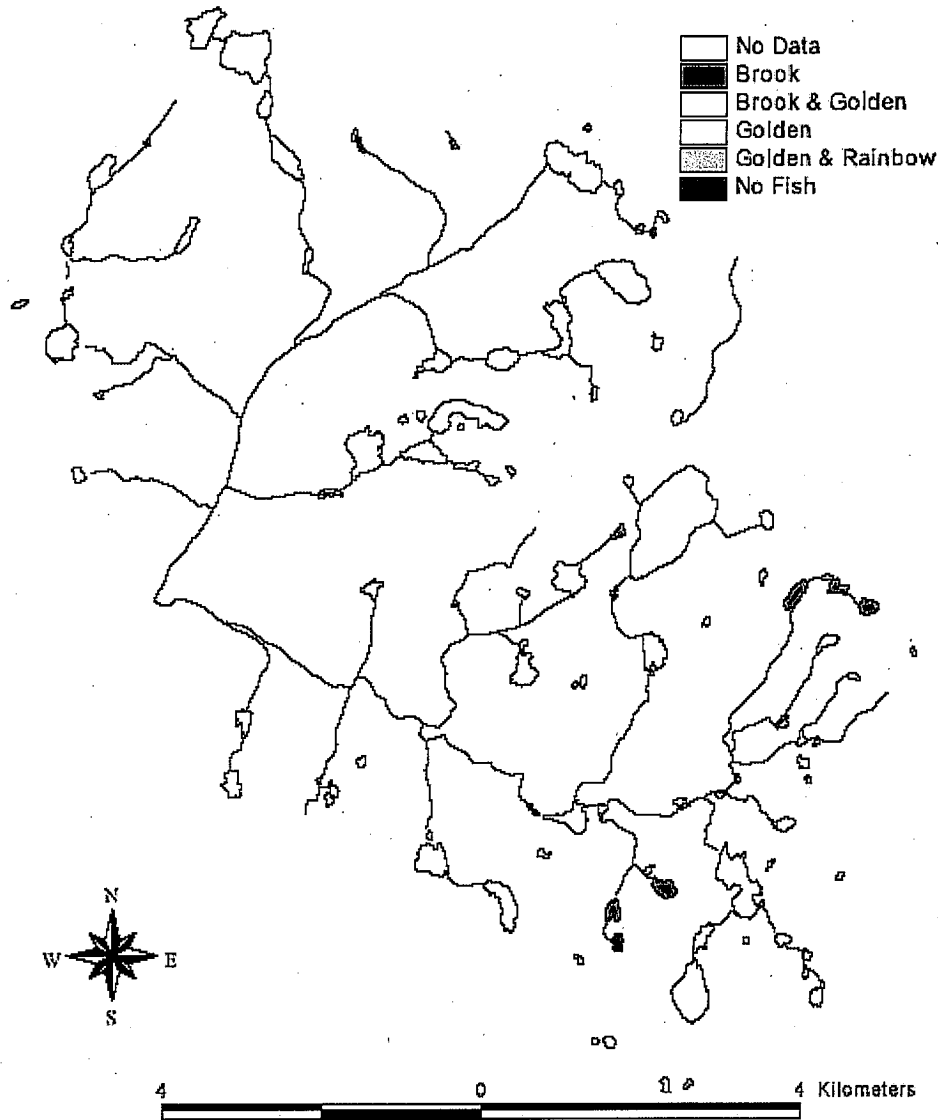 No Data
Brook
Brook & Golden
Golden
Golden & Rainbow
No Fish
N
W E
S
4 0 4 Kilometers